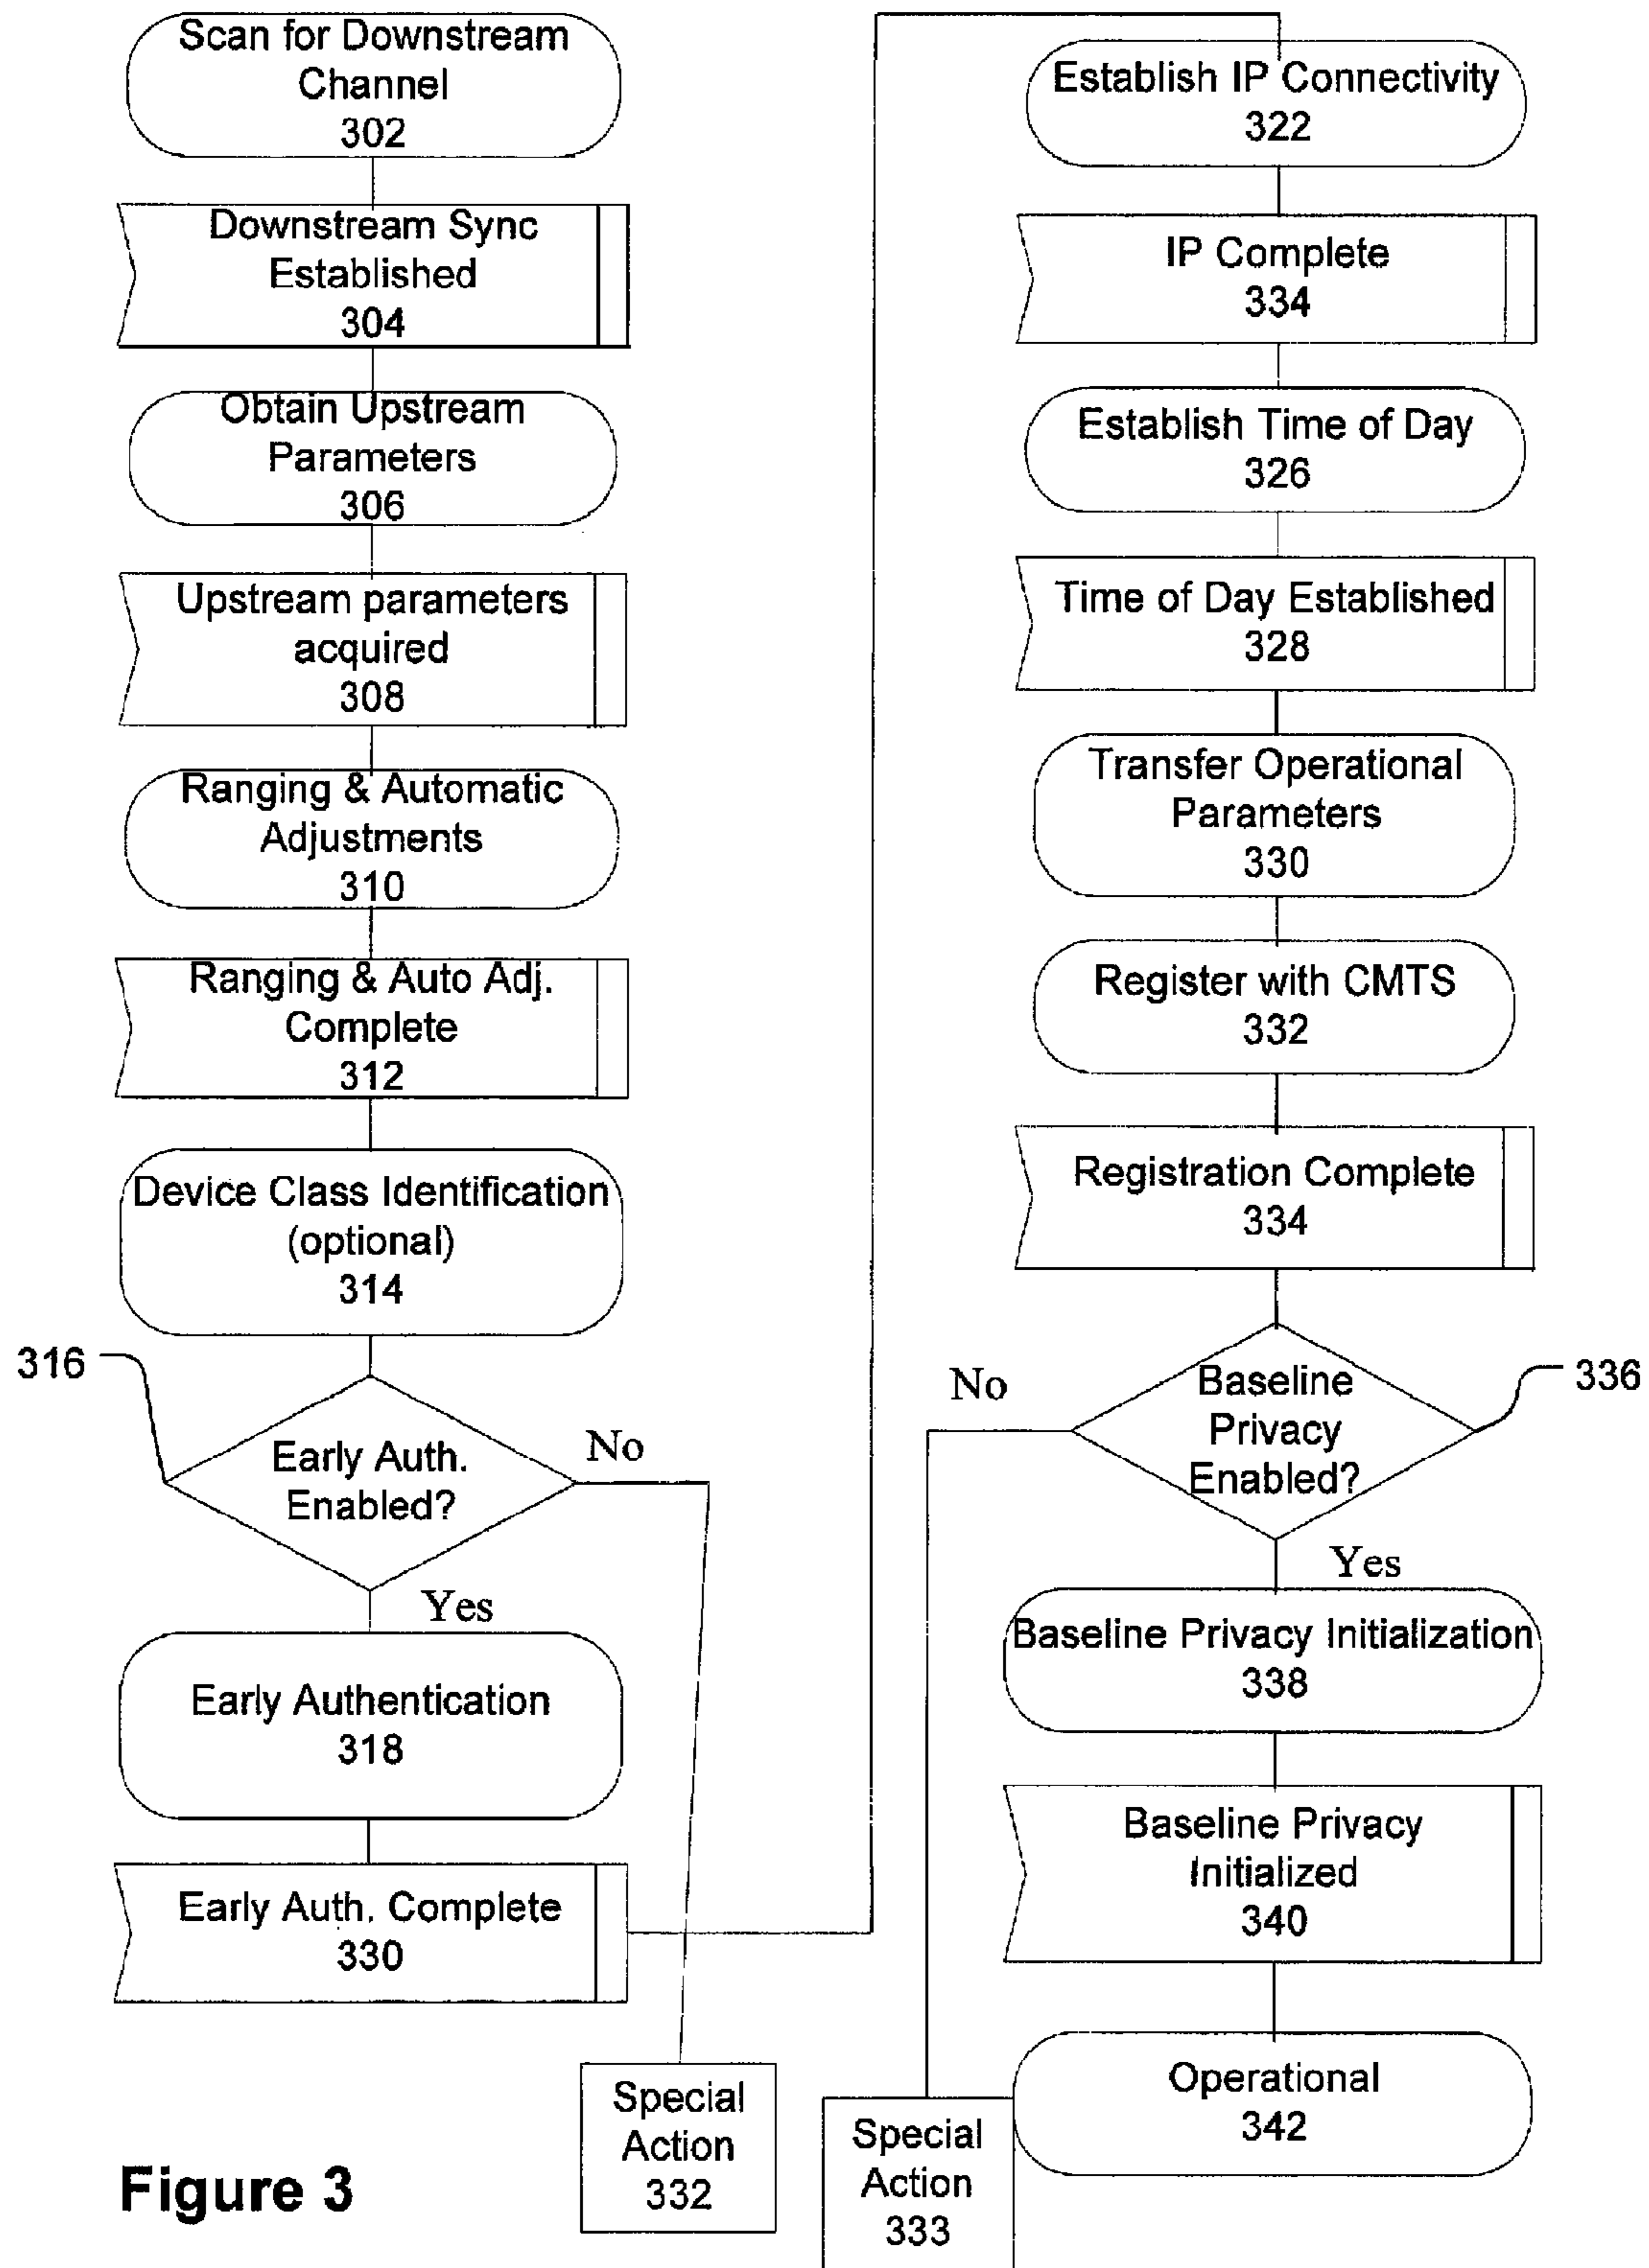 Scan for Downstream
Channel
302
Downstream Sync
Established
304
Obtain Upstream
Parameters
306
Upstream parameters
acquired
308
Ranging & Automatic
Adjustments
310
Ranging & Auto Adj.
Complete
312
Device Class Identification
(optional)
314
316
Early Auth.
Enabled?
No
Yes
Early Authentication
318
Early Auth. Complete
330
Special
Action
332
Establish IP Connectivity
322
IP Complete
334
Establish Time of Day
326
Time of Day Established
328
Transfer Operational
Parameters
330
Register with CMTS
332
Registration Complete
334
No
Baseline
Privacy
Enabled?
336
Yes
Baseline Privacy Initialization
338
Baseline Privacy
Initialized
340
Operational
342
Special
Action
333
Figure 3